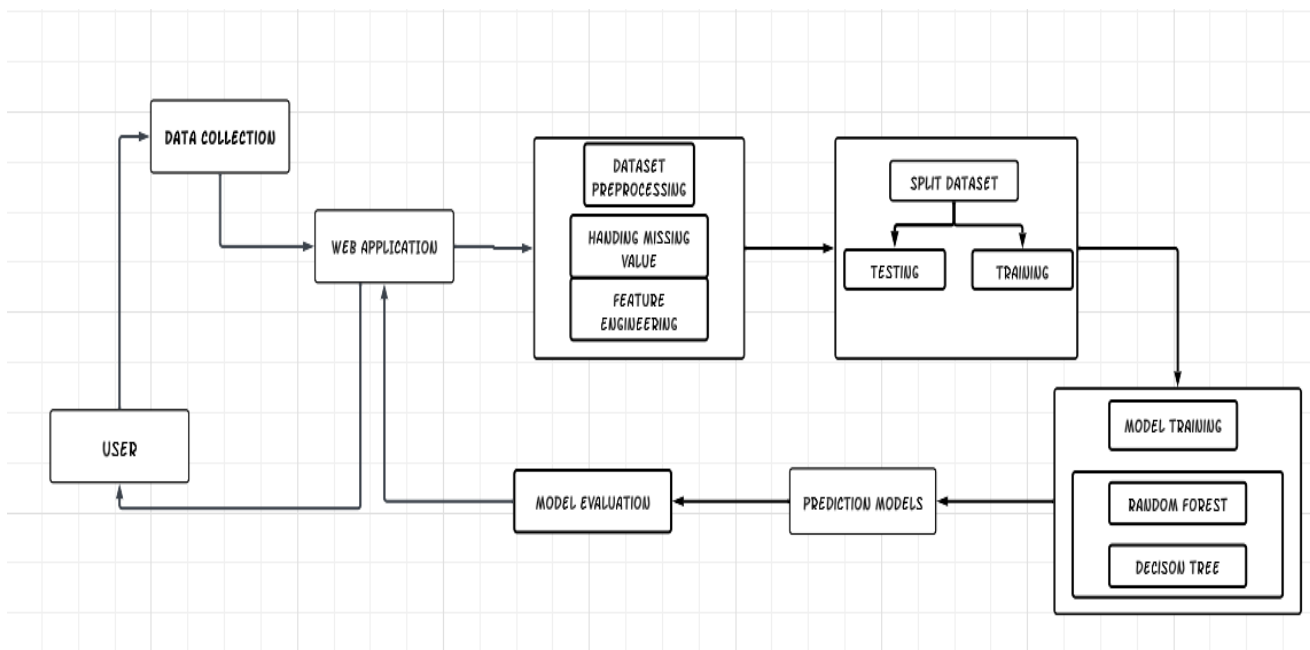 DATA COLLECTION
WEB APPLICATION
USER
DATASET
PREPROCESSING
HANDING MISSING
VALUE
FEATURE
ENGINEERING
SPLIT DATASET
TESTING
TRAINING
MODEL TRAINING
RANDOM FOREST
DECISON TREE
PREDICTION MODELS
MODEL EVALUATION